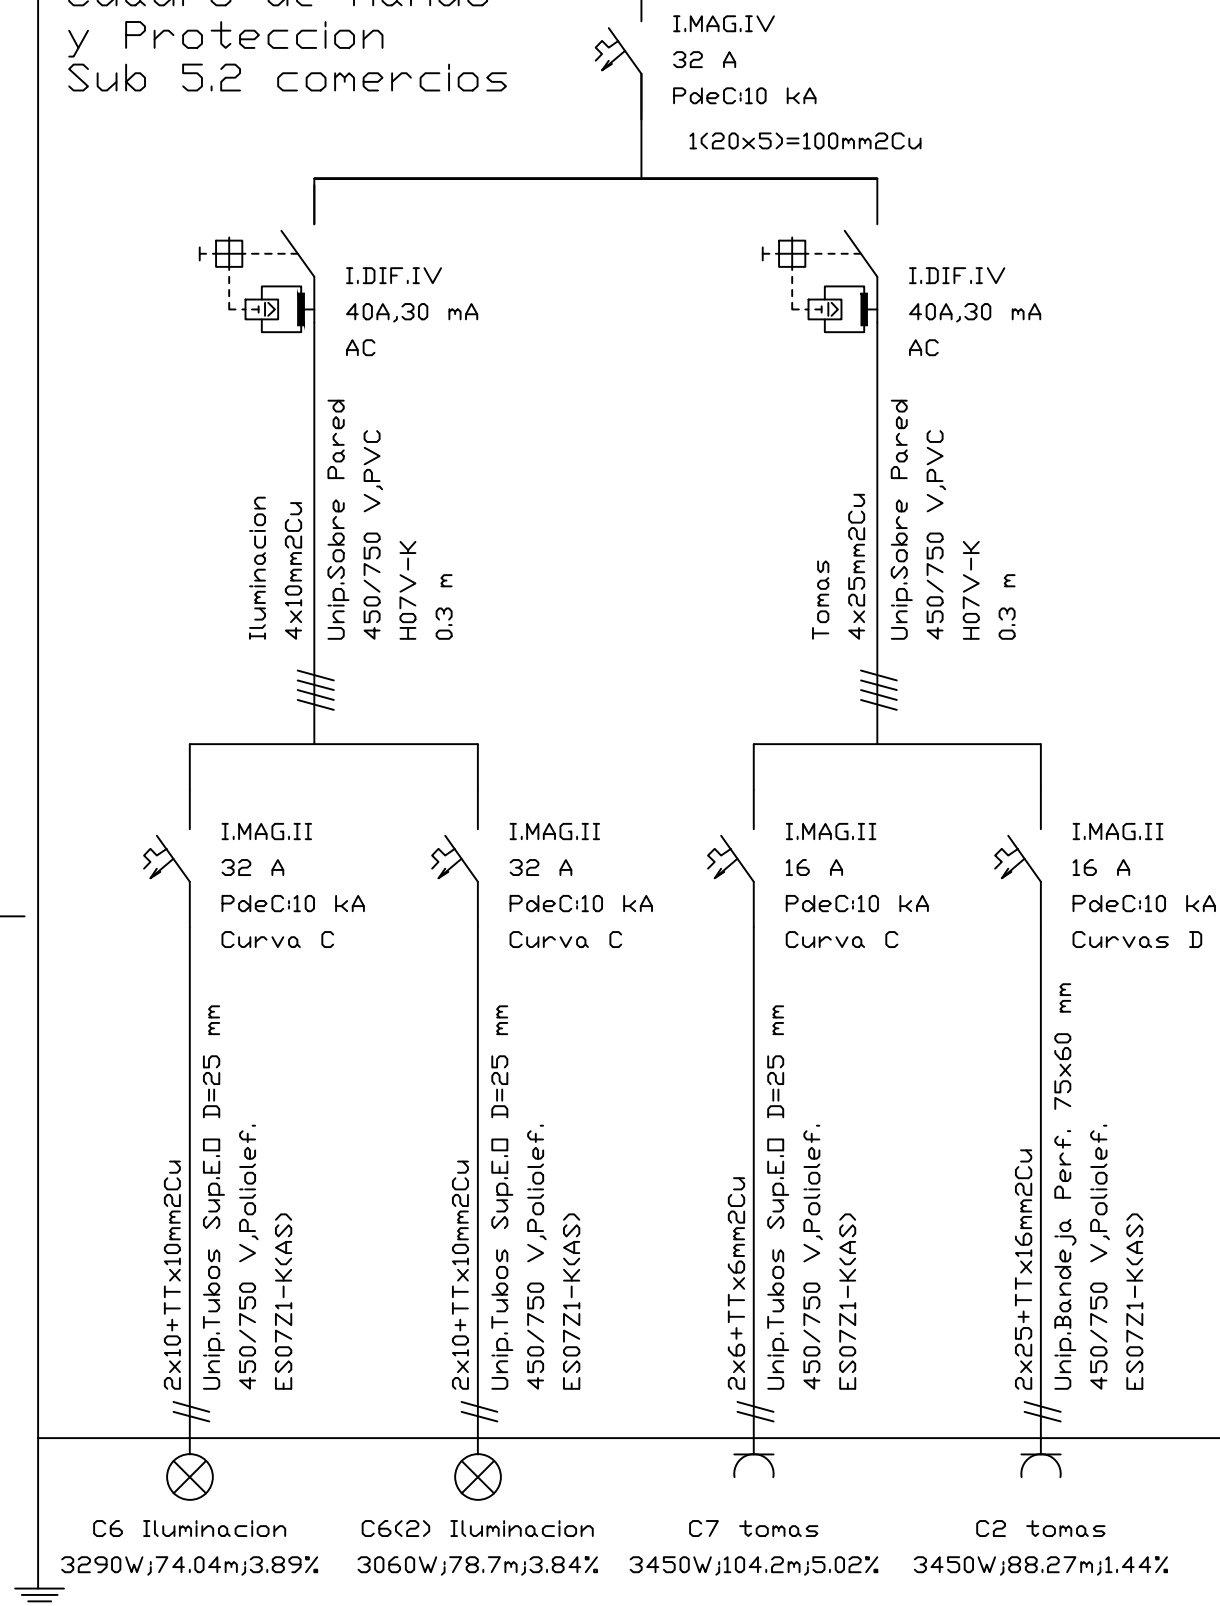 y Proteccion
Sub 5.2 comercios
I.MAG.IV
32 A
PdeC:10 kA
1(20x5)=100mm2Cu
I.DIF.IV
40A,30 mA
AC
I.DIF.IV
40A,30 mA
AC
Iluminacion
4x10mm2Cu
Unip.Sobre Pared
450/750 V,PVC
H07V-K
0.3 m
Tomas
4x25mm2Cu
Unip.Sobre Pared
450/750 V,PVC
H07V-K
0.3 m
I.MAG.II
32 A
PdeC:10 kA
Curva C
I.MAG.II
32 A
PdeC:10 kA
Curva C
I.MAG.II
16 A
PdeC:10 kA
Curva C
I.MAG.II
16 A
PdeC:10 kA
Curvas D
2x10+TTx10mm2Cu
Unip.Tubos Sup.E.O D=25 mm
450/750 V,Poliolef.
ES07Z1-K(AS)
2x10+TTx10mm2Cu
Unip.Tubos Sup.E.O D=25 mm
450/750 V,Poliolef.
ES07Z1-K(AS)
2x6+TTx6mm2Cu
Unip.Tubos Sup.E.O D=25 mm
450/750 V,Poliolef.
ES07Z1-K(AS)
2x25+TTx16mm2Cu
Unip.Bandeja Perf. 75x60 mm
450/750 V,Poliolef.
ES07Z1-K(AS)
C6 Iluminacion
3290W;74.04m;3.89%
C6(2) Iluminacion
3060W;78.7m;3.84%
C7 tomas
3450W;104.2m;5.02%
C2 tomas
3450W;88.27m;1.44%